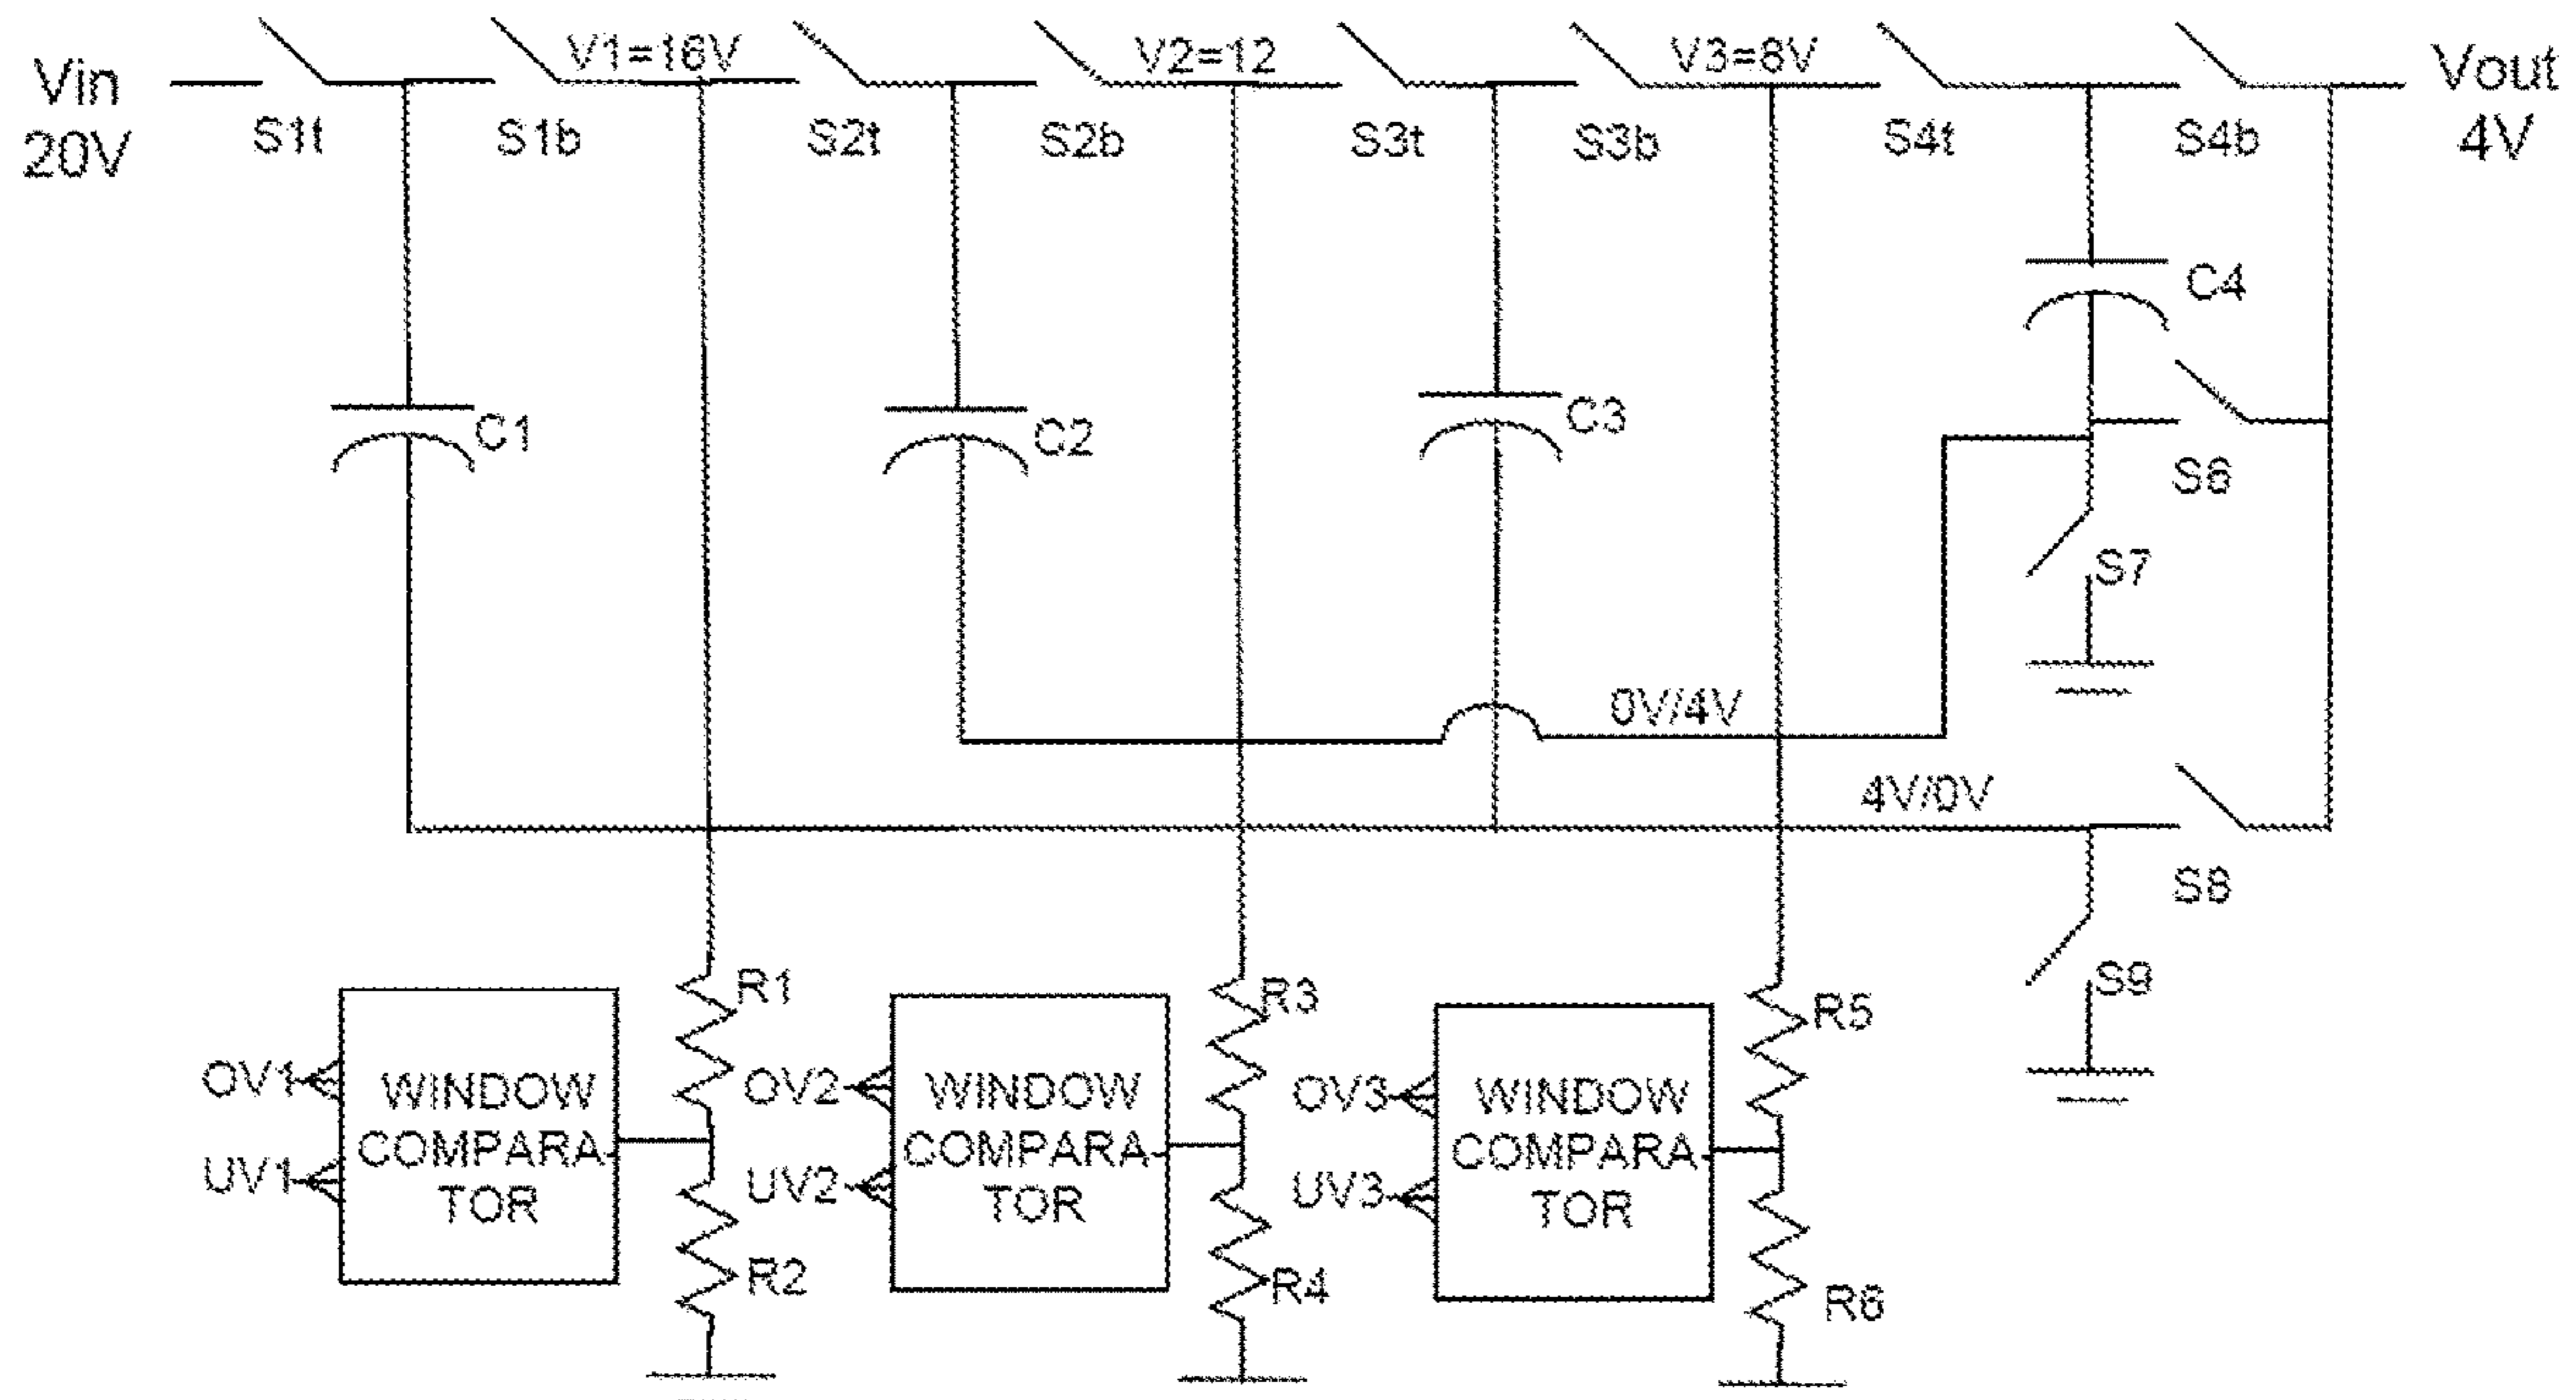 Vin
20V
S1t
S1b
V1=16V
S2t
S2b
V2=12
S3t
S3b
V3=8V
S4t
S4b
Vout
4V
C1
C2
C3
C4
S6
S7
0V/4V
4V/0V
S8
S9
R1
R2
R3
R4
R5
R6
OV1
UV1
WINDOW
COMPARA
TOR
OV2
UV2
WINDOW
COMPARA
TOR
OV3
UV3
WINDOW
COMPARA
TOR